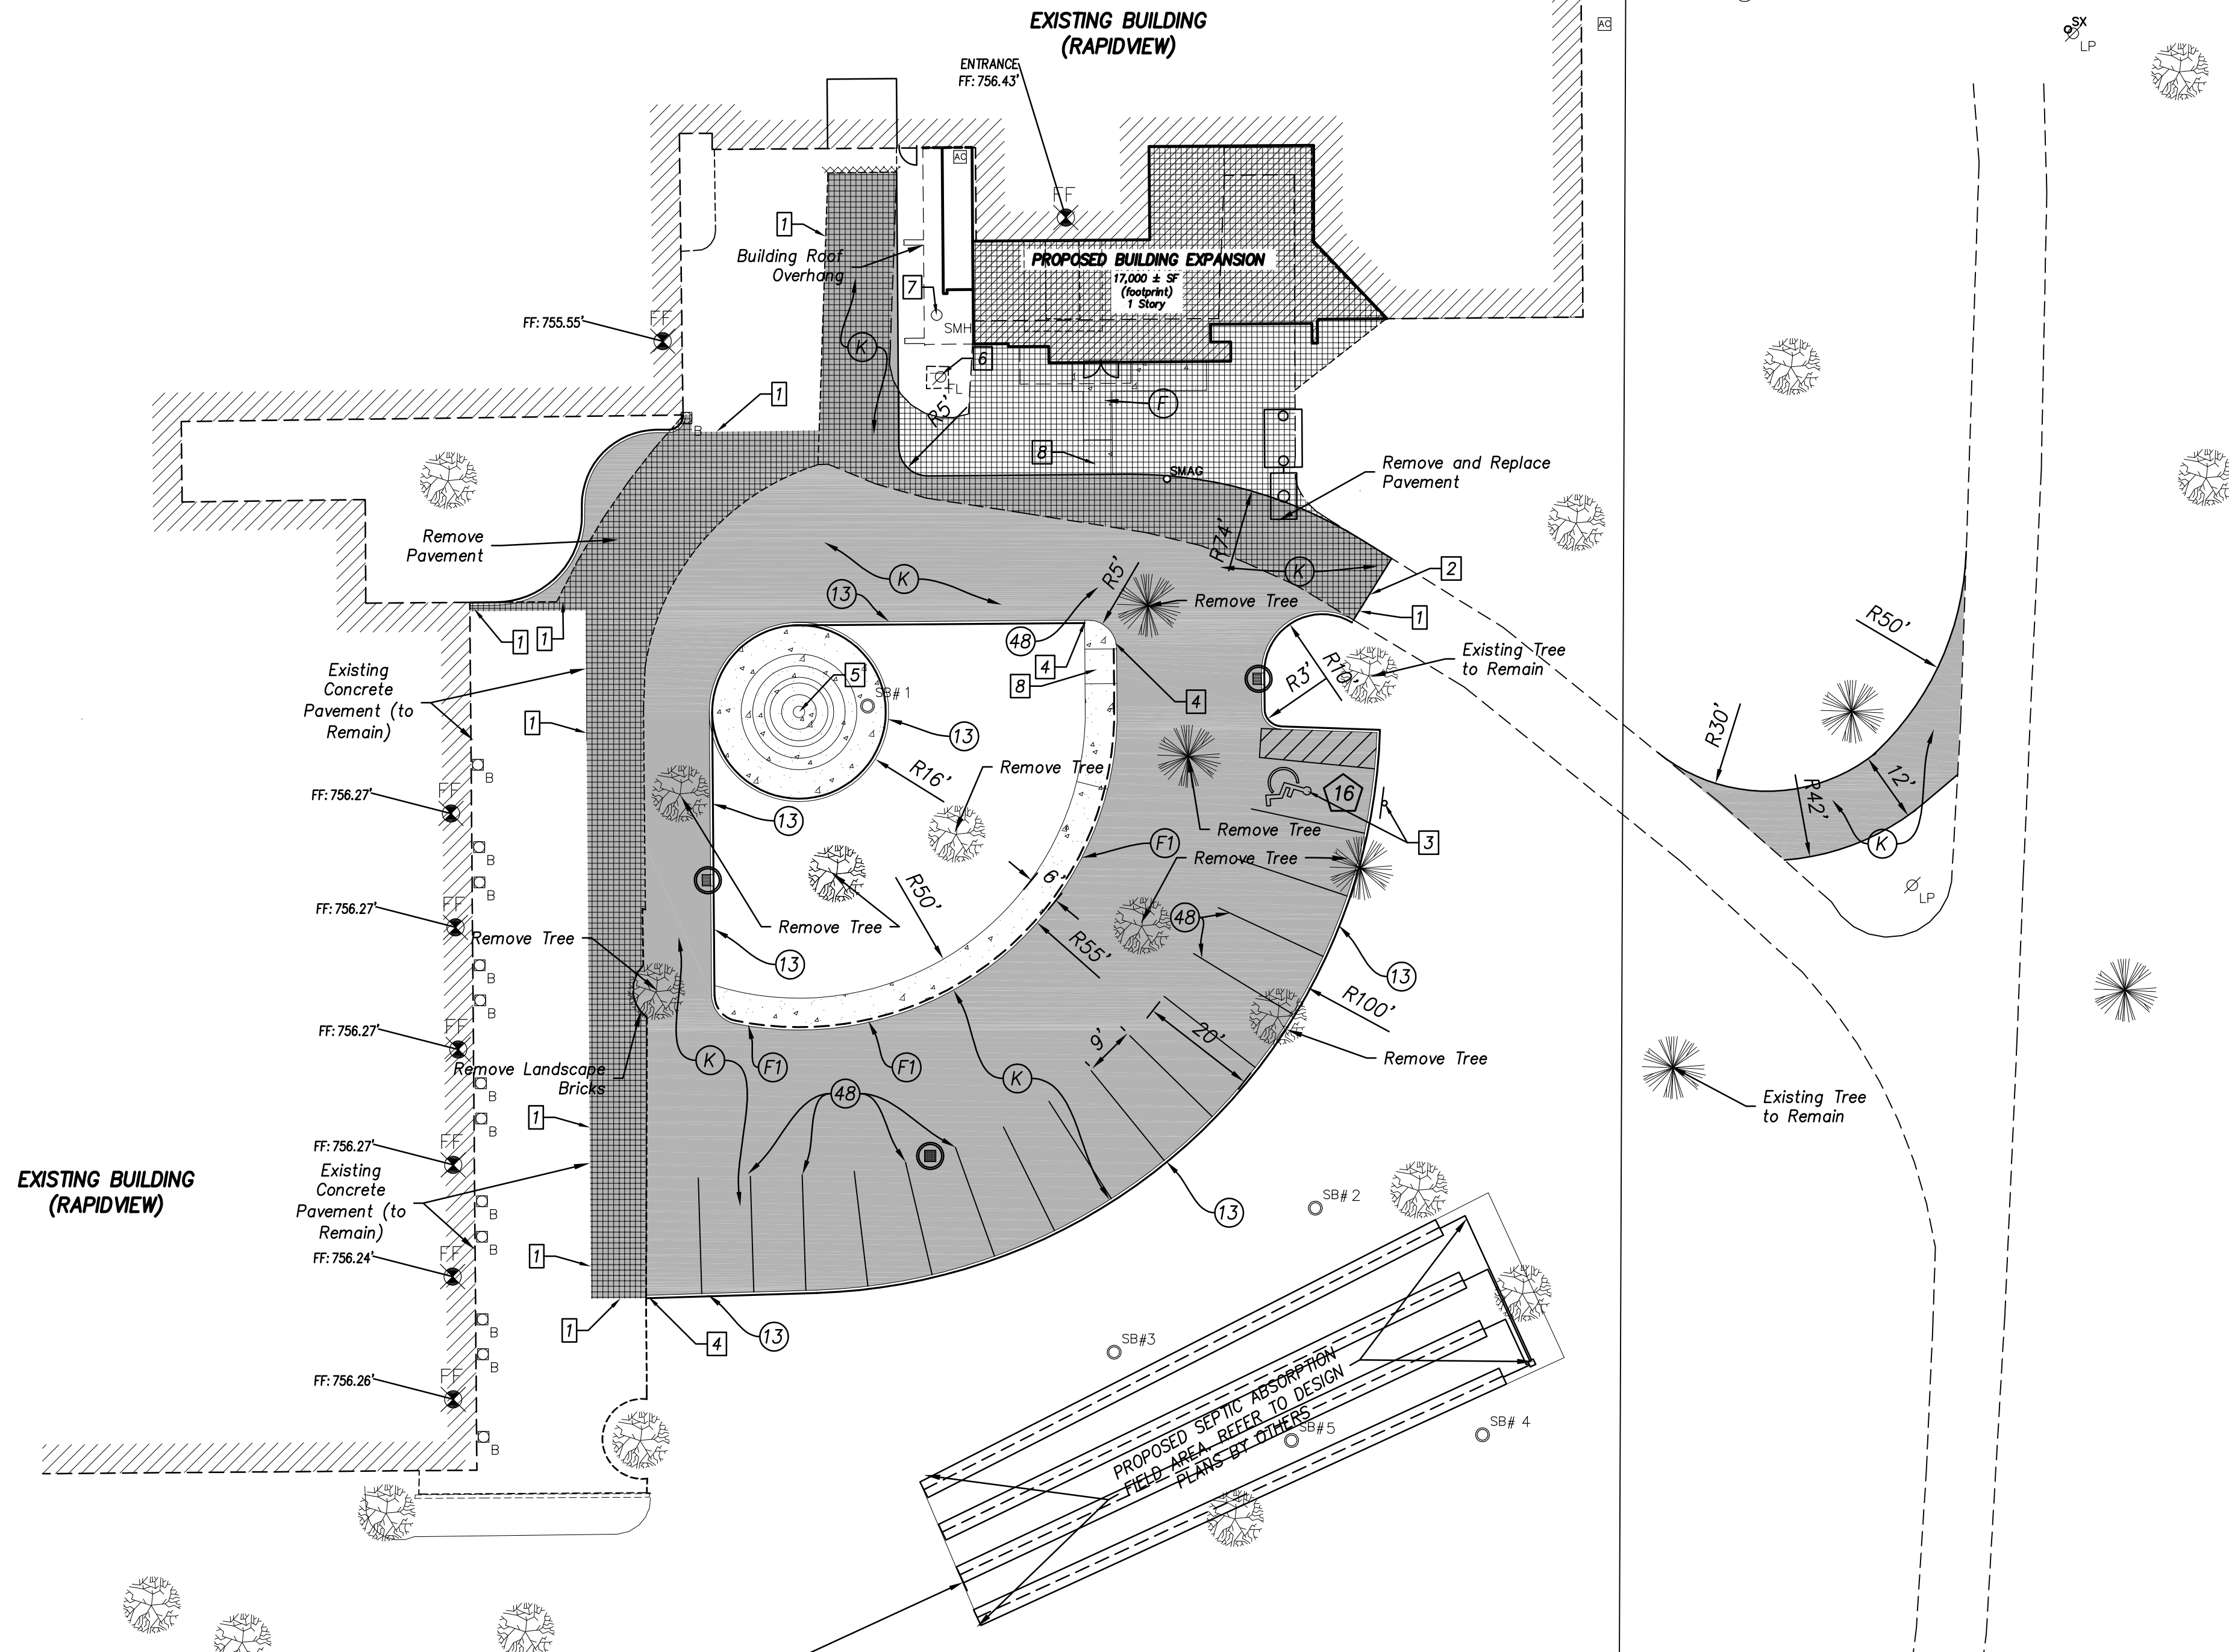 EXISTING BUILDING
(RAPIDVIEW)
AC
SX
LP
ENTRANCE
FF: 756.43'
AC
FF
1
Building Roof
Overhang
PROPOSED BUILDING EXPANSION
17,000 ± SF
(footprint)
1 Story
7
SMH
FF: 755.55'
FF
K
6
FL
R5'
1
F
B
8
SMAG
Remove and Replace
Pavement
Remove
Pavement
R74'
K
2
K
R5'
13
Remove Tree
1
R50'
1
1
48
4
Existing Tree
to Remain
Existing
Concrete
Pavement (to
Remain)
5
SB# 1
8
4
R3'
R10'
1
13
R30'
R16'
Remove Tree
B
FF: 756.27'
FF
16
12'
R42'
13
Remove Tree
3
K
B
F1
Remove Tree
B
6'
R50'
LP
FF: 756.27'
FF
48
Remove Tree
Remove Tree
R55'
13
B
13
B
R100'
FF: 756.27'
FF
9'
20'
Remove Tree
K
F1
F1
K
Remove Landscape
Bricks
48
B
Existing Tree
to Remain
1
B
FF: 756.27'
FF
EXISTING BUILDING
(RAPIDVIEW)
Existing
Concrete
Pavement (to
Remain)
B
SB# 2
13
B
FF: 756.24'
FF
1
B
1
4
13
SB#3
B
FF: 756.26'
FF
PROPOSED SEPTIC ABSORPTION
FIELD AREA. REFER TO DESIGN
PLANS BY OTHERS
SB#5
SB# 4
B